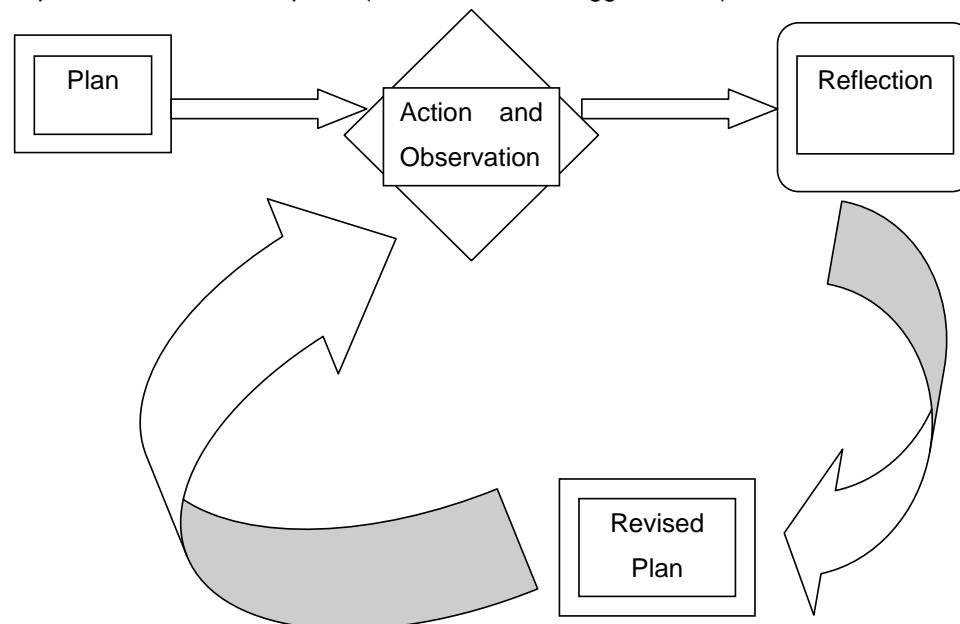 Plan
Action and
Observation
Reflection
Revised
Plan